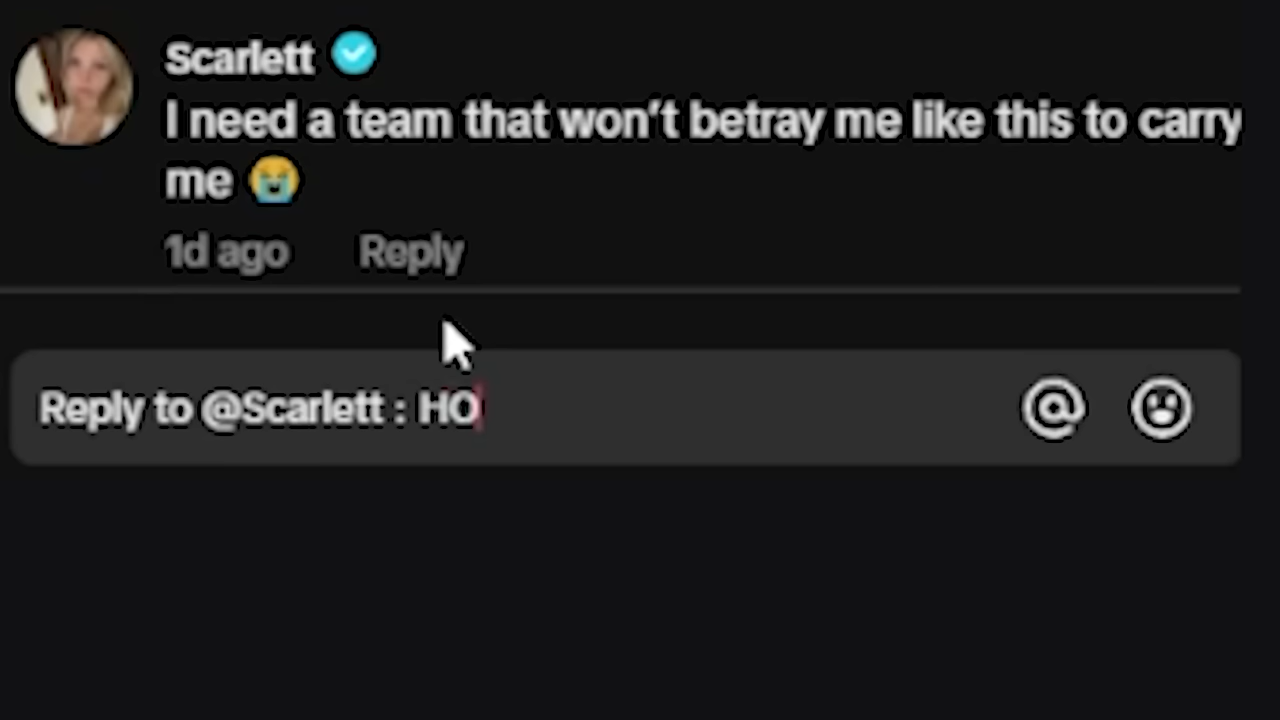 Scarlett
I need a team that won't betray me like this to carry
me 😭
1d ago Reply
Reply to @Scarlett : HO